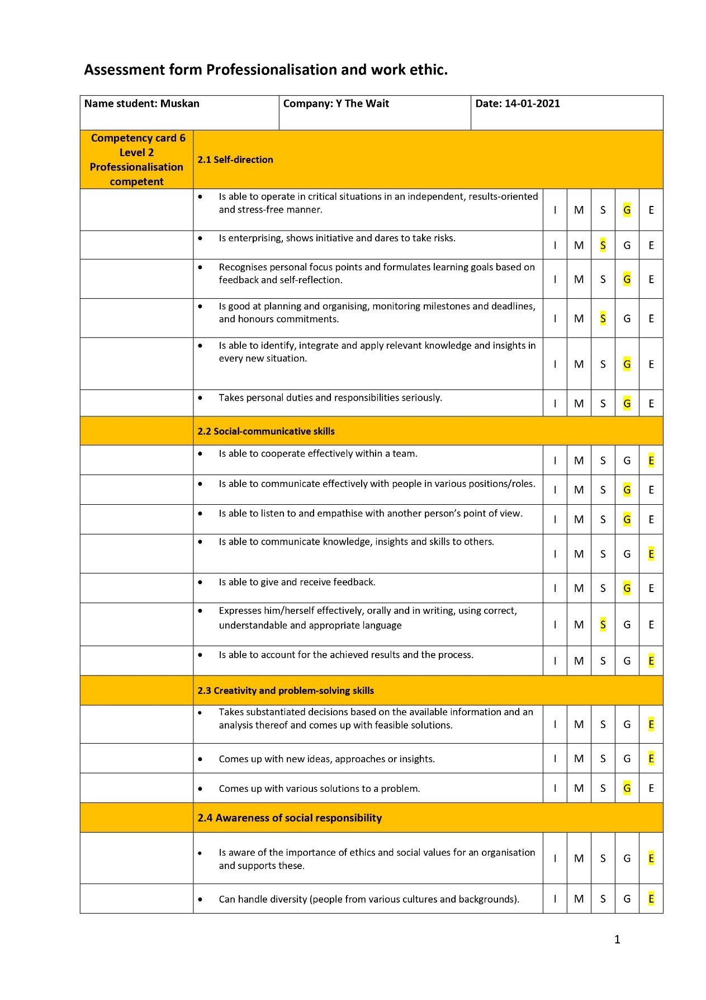 Assessment form Professionalisation and work ethic.
Name student: Muskan
Company: Y The Wait
Date: 14-01-2021
Competency card 6
Level 2
Professionalisation
competent
2.1 Self-direction
• Is able to operate in critical situations in an independent, results-oriented
and stress-free manner.
I M S G E
• Is enterprising, shows initiative and dares to take risks.
I M S G E
• Recognises personal focus points and formulates learning goals based on
feedback and self-reflection.
I M S G E
• Is good at planning and organising, monitoring milestones and deadlines,
and honours commitments.
I M S G E
• Is able to identify, integrate and apply relevant knowledge and insights in
every new situation.
I M S G E
• Takes personal duties and responsibilities seriously.
I M S G E
2.2 Social-communicative skills
• Is able to cooperate effectively within a team.
I M S G E
• Is able to communicate effectively with people in various positions/roles.
I M S G E
• Is able to listen to and empathise with another person’s point of view.
I M S G E
• Is able to communicate knowledge, insights and skills to others.
I M S G E
• Is able to give and receive feedback.
I M S G E
• Expresses him/herself effectively, orally and in writing, using correct,
understandable and appropriate language
I M S G E
• Is able to account for the achieved results and the process.
I M S G E
2.3 Creativity and problem-solving skills
• Takes substantiated decisions based on the available information and an
analysis thereof and comes up with feasible solutions.
I M S G E
• Comes up with new ideas, approaches or insights.
I M S G E
• Comes up with various solutions to a problem.
I M S G E
2.4 Awareness of social responsibility
• Is aware of the importance of ethics and social values for an organisation
and supports these.
I M S G E
• Can handle diversity (people from various cultures and backgrounds).
I M S G E
1